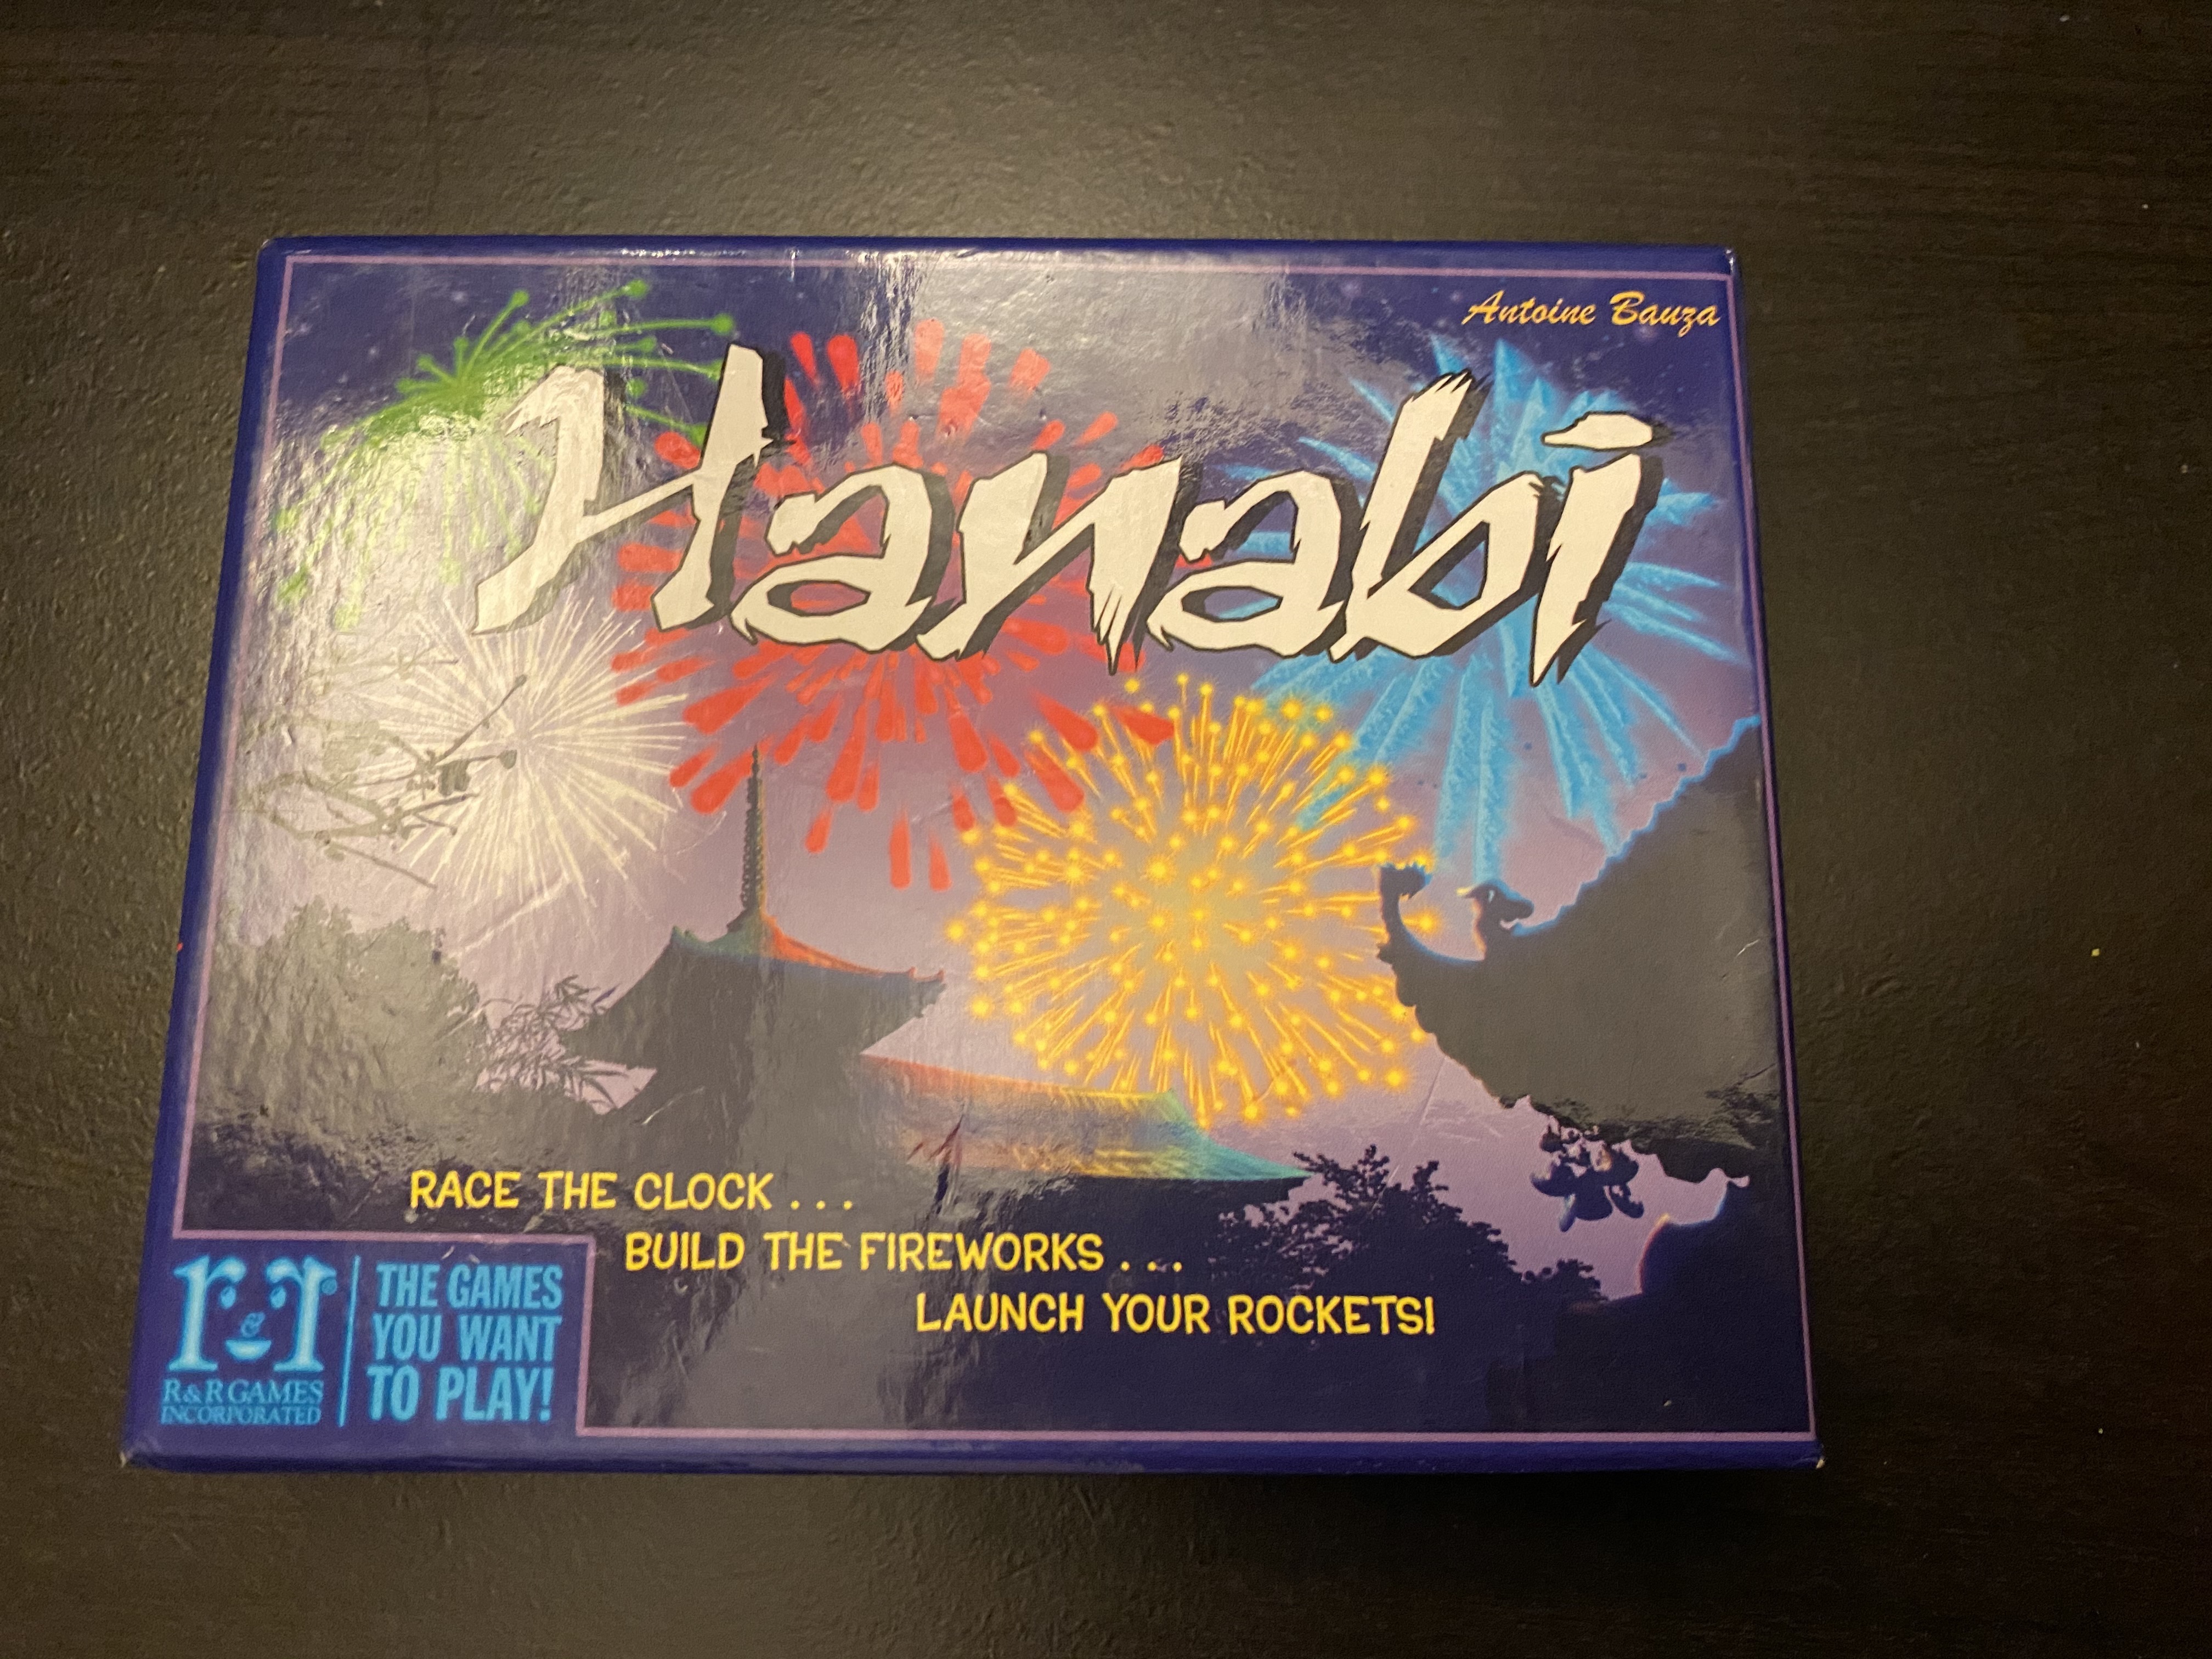 Antoine Bauza
Hanabi
RACE THE CLOCK . . .
BUILD THE FIREWORKS . . .
LAUNCH YOUR ROCKETS!
r & r
R & R GAMES
INCORPORATED
THE GAMES
YOU WANT
TO PLAY!